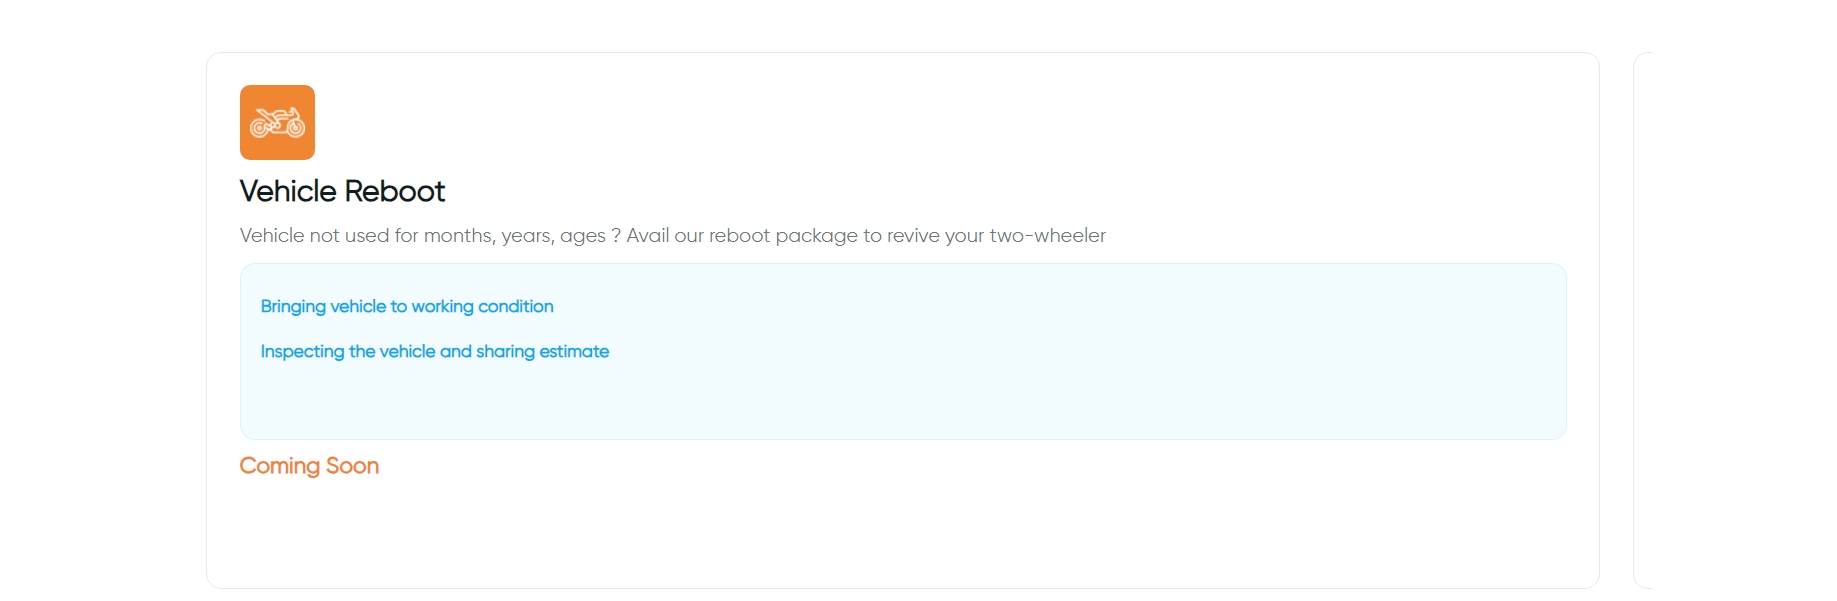 Vehicle Reboot
Vehicle not used for months, years, ages ? Avail our reboot package to revive your two-wheeler
Bringing vehicle to working condition
Inspecting the vehicle and sharing estimate
Coming Soon